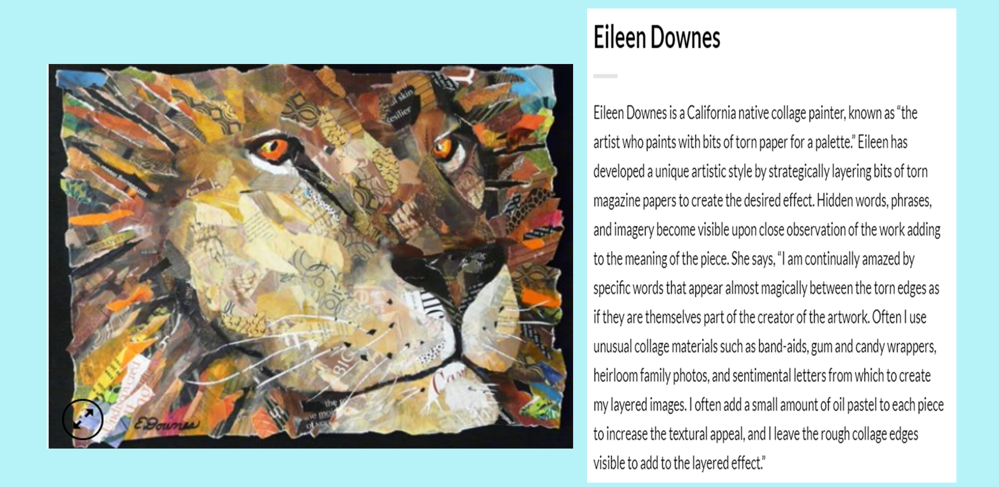 Eileen Downes
Eileen Downes is a California native collage painter, known as “the
artist who paints with bits of torn paper for a palette.” Eileen has
developed a unique artistic style by strategically layering bits of torn
magazine papers to create the desired effect. Hidden words, phrases,
and imagery become visible upon close observation of the work adding
to the meaning of the piece. She says, “I am continually amazed by
specific words that appear almost magically between the torn edges as
if they are themselves part of the creator of the artwork. Often I use
unusual collage materials such as band-aids, gum and candy wrappers,
heirloom family photos, and sentimental letters from which to create
my layered images. I often add a small amount of oil pastel to each piece
to increase the textural appeal, and I leave the rough collage edges
visible to add to the layered effect.”
skin
esilier
BIG
Undiscovered
the
E.Downes